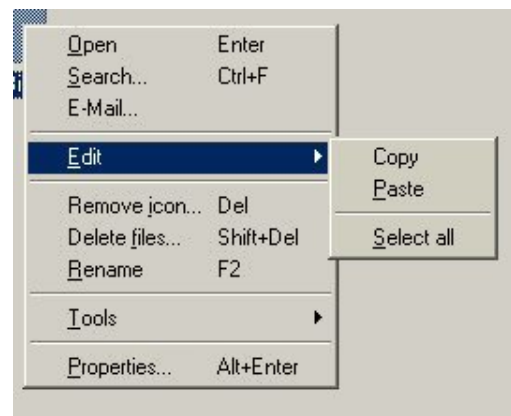 Open Enter
Search... Ctrl+F
E-Mail...
Edit
Copy
Paste
Select all
Remove icon... Del
Delete files... Shift+Del
Rename F2
Tools
Properties... Alt+Enter